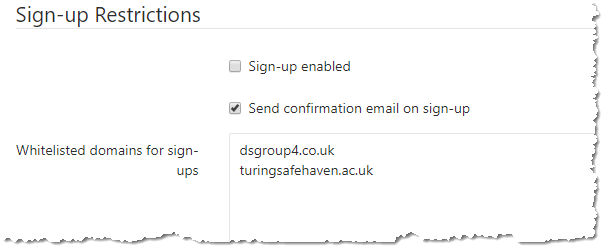 Sign-up Restrictions
Sign-up enabled
Send confirmation email on sign-up
Whitelisted domains for sign-
ups
dsgroup4.co.uk
turingsafehaven.ac.uk